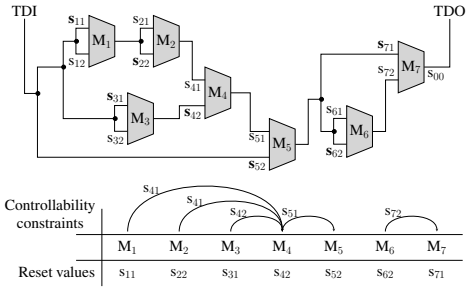 TDI
TDO
s11
s21
s71
M1
M2
M7
s12
s22
s72
s00
s41
s31
M4
s61
M3
s42
M6
s32
s51
s62
M5
s52
s41
s41
s42
s51
s72
Controllability
constraints
M1 M2 M3 M4 M5 M6 M7
Reset values s11 s22 s31 s42 s52 s62 s71